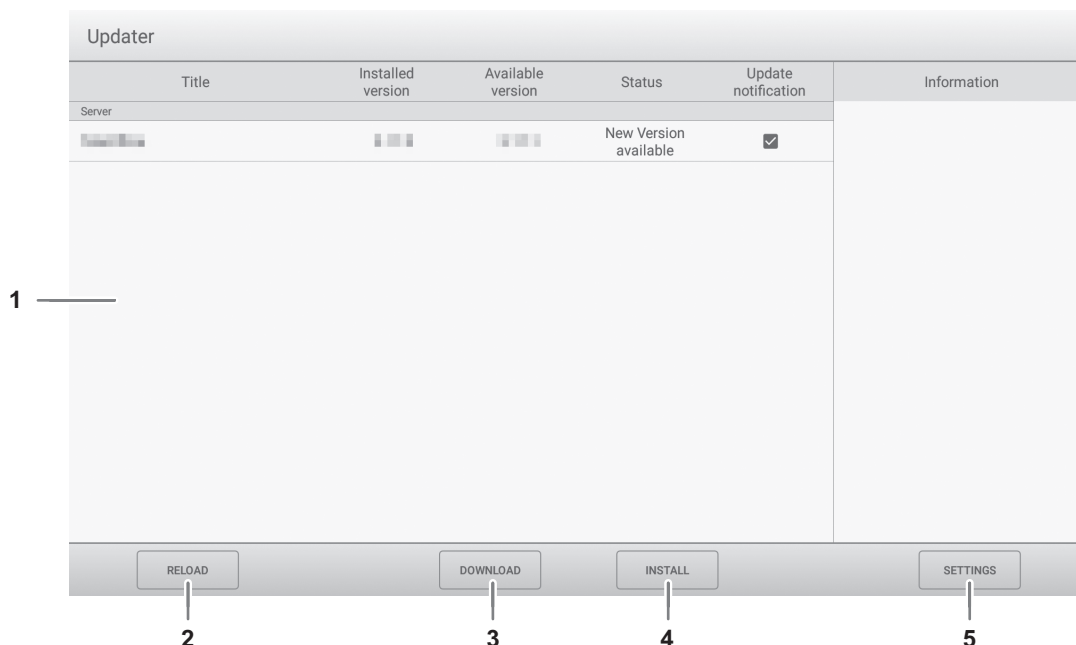 Updater
Title
Installed version
Available version
Status
Update notification
Information
Server
New Version available
1
RELOAD
DOWNLOAD
INSTALL
SETTINGS
2
3
4
5